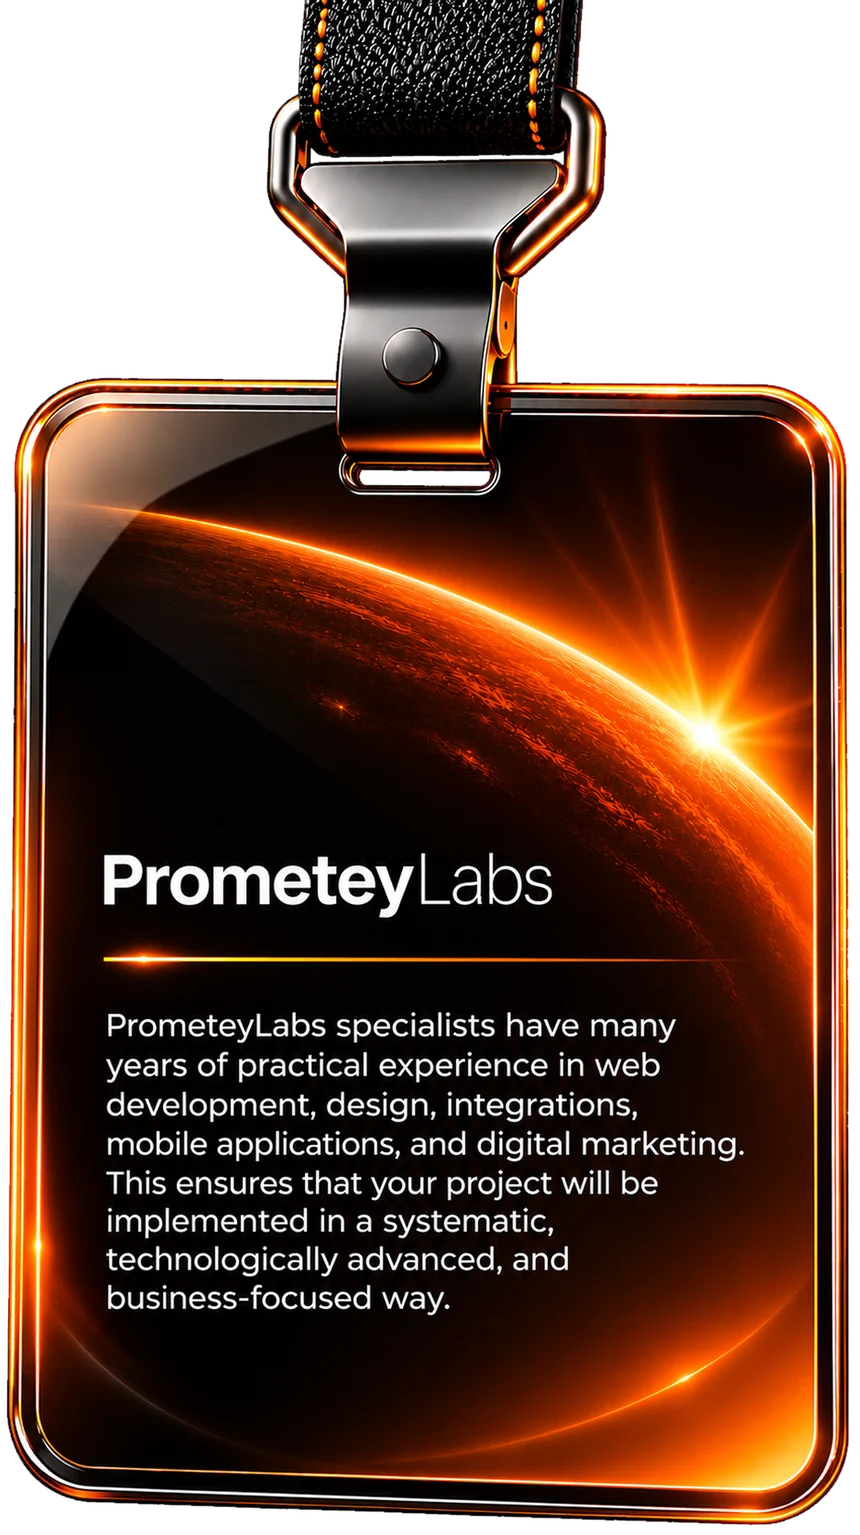 PrometeyLabs
PrometeyLabs specialists have many
years of practical experience in web
development, design, integrations,
mobile applications, and digital marketing.
This ensures that your project will be
implemented in a systematic,
technologically advanced, and
business-focused way.